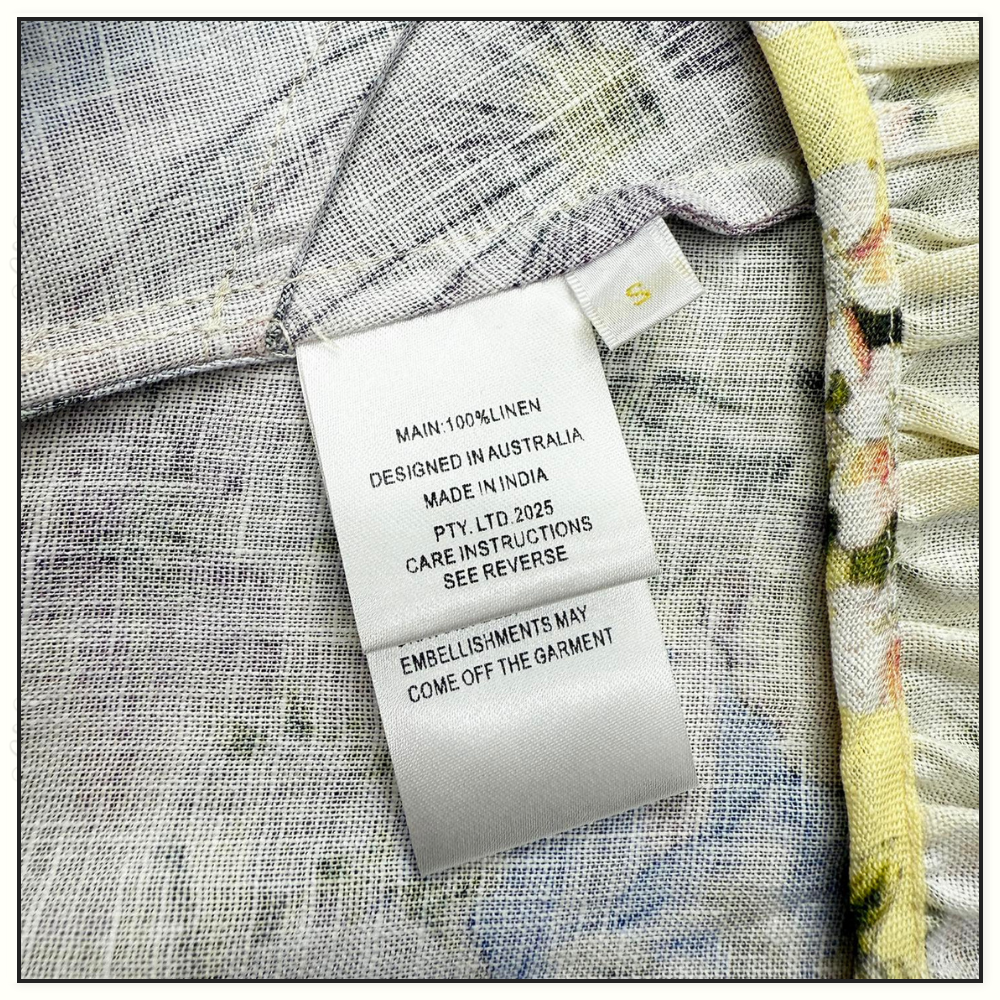 S
MAIN:100%LINEN
DESIGNED IN AUSTRALIA
MADE IN INDIA
PTY. LTD.2025
CARE INSTRUCTIONS
SEE REVERSE
EMBELLISHMENTS MAY
COME OFF THE GARMENT